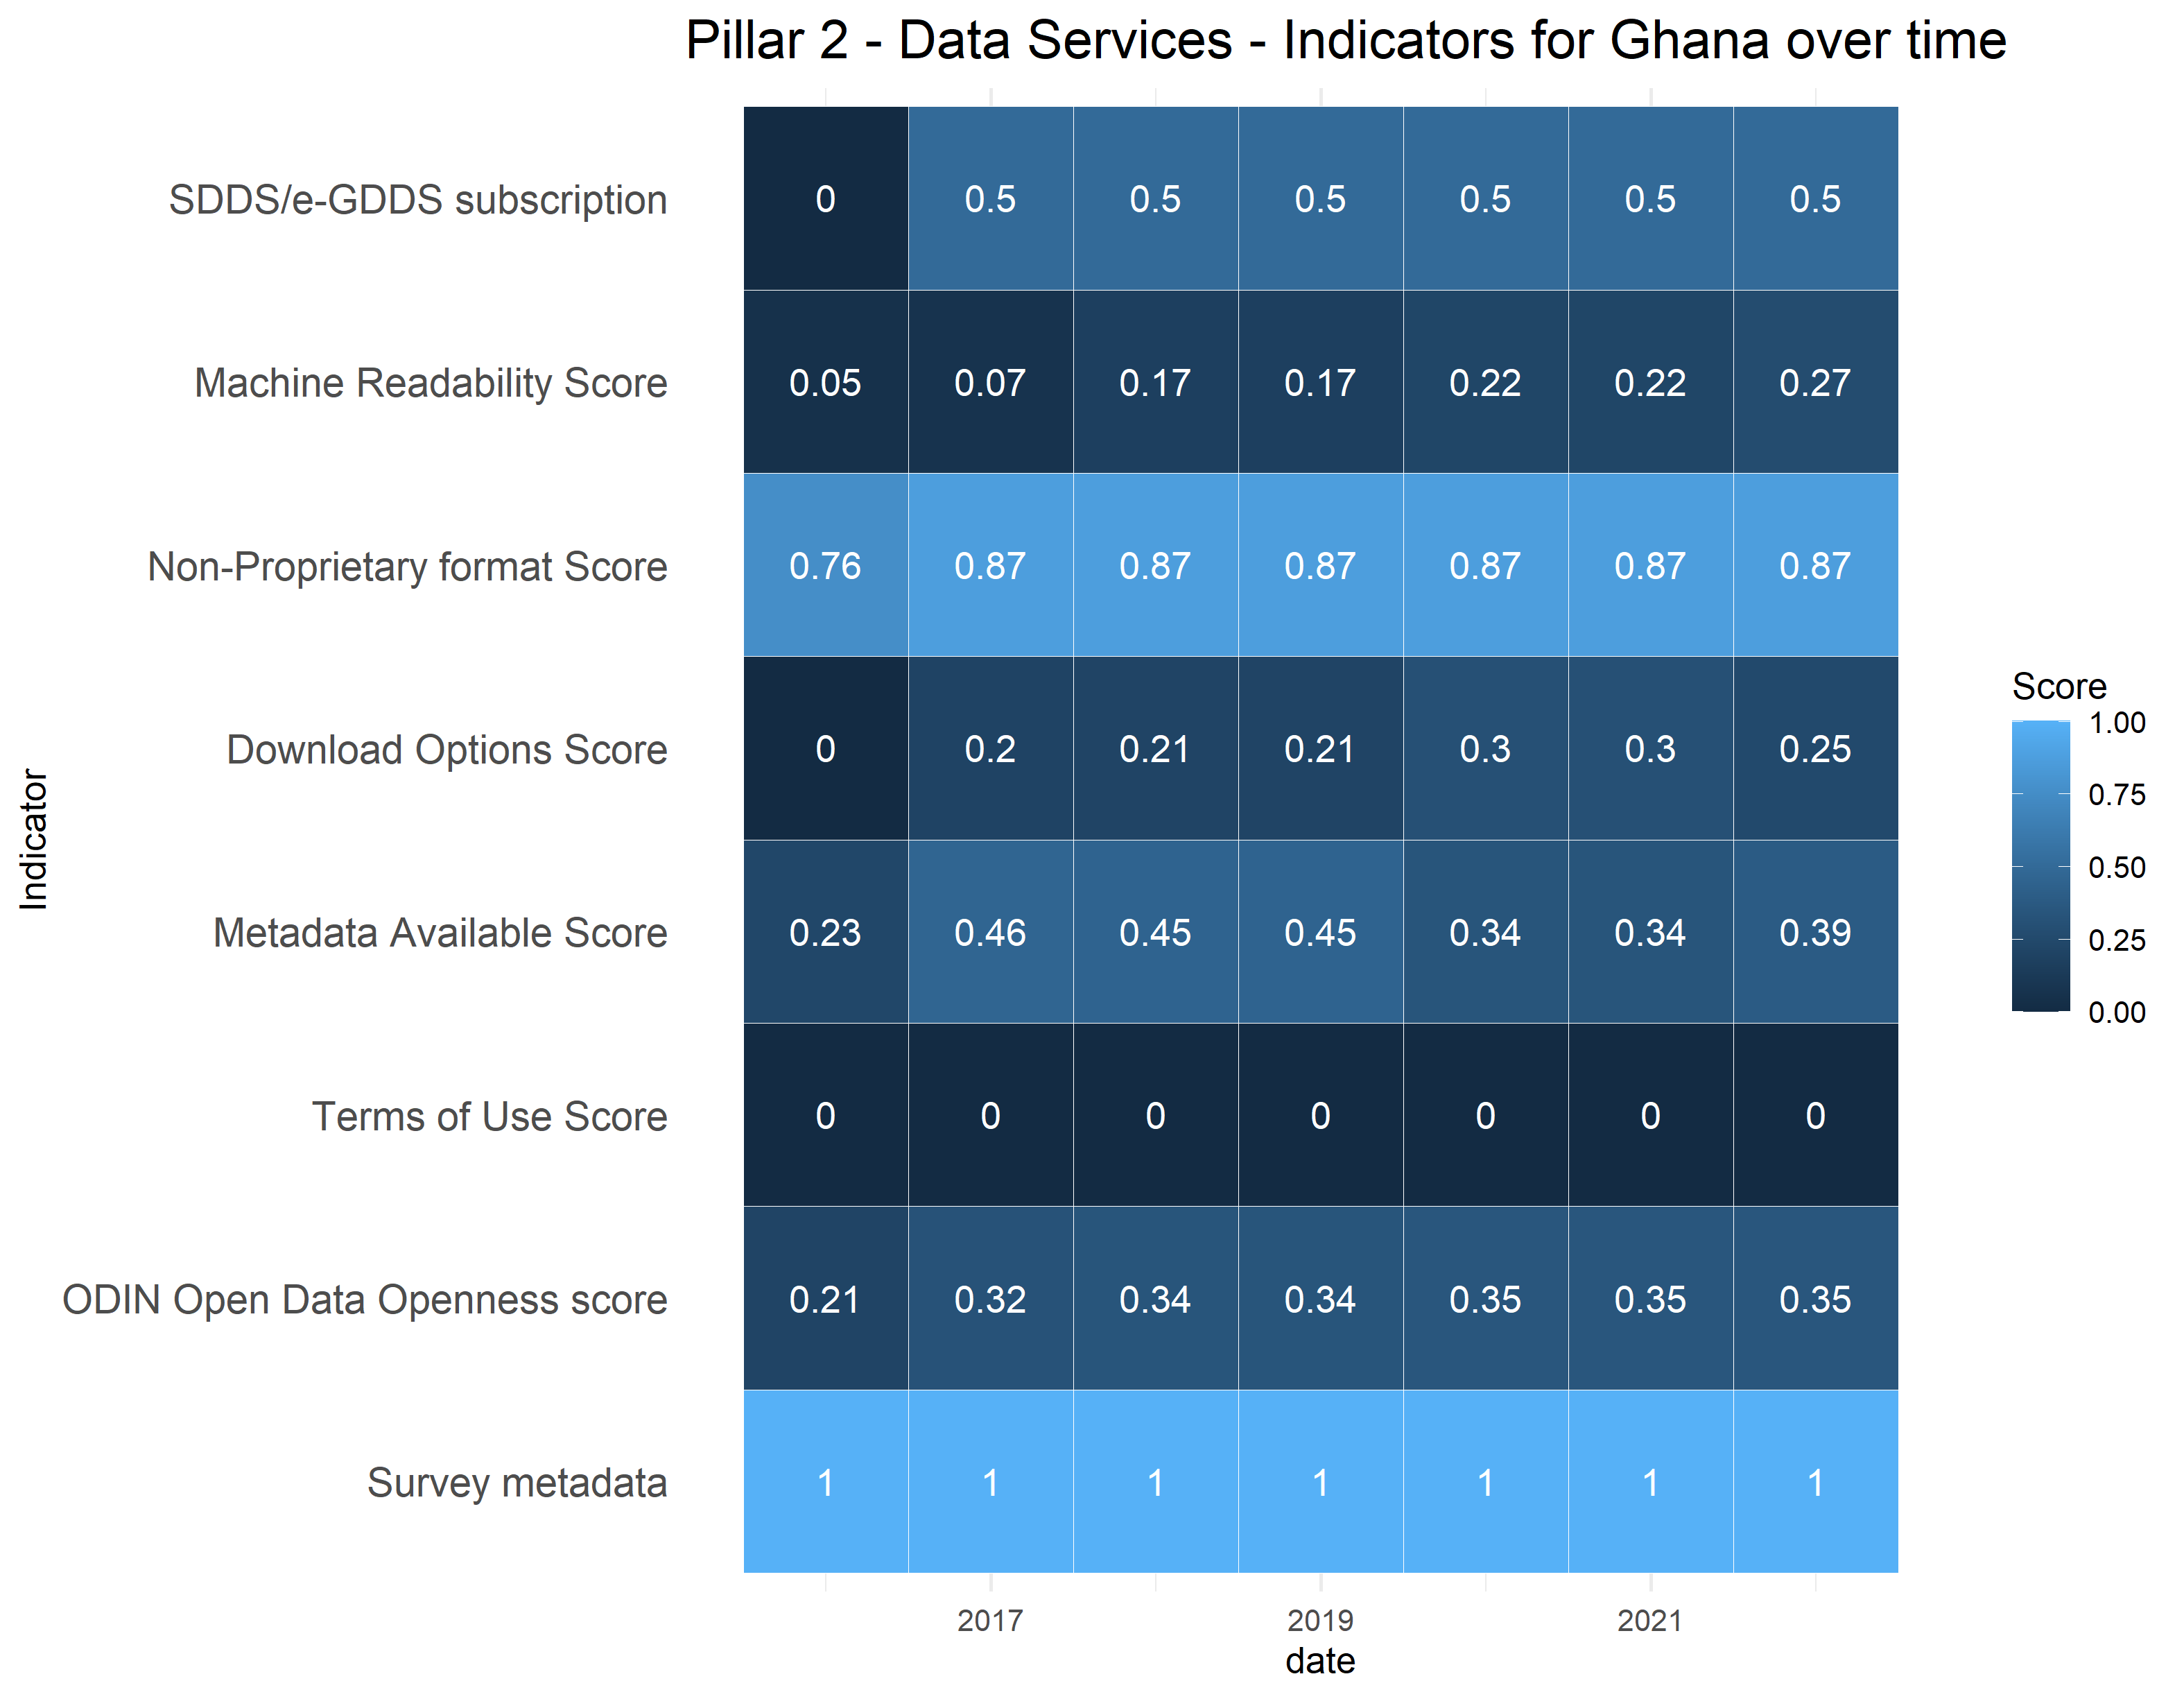 Pillar 2 - Data Services - Indicators for Ghana over time
SDDS/e-GDDS subscription 0 0.5 0.5 0.5 0.5 0.5 0.5
Machine Readability Score 0.05 0.07 0.17 0.17 0.22 0.22 0.27
Non-Proprietary format Score 0.76 0.87 0.87 0.87 0.87 0.87 0.87
Download Options Score 0 0.2 0.21 0.21 0.3 0.3 0.25
Metadata Available Score 0.23 0.46 0.45 0.45 0.34 0.34 0.39
Terms of Use Score 0 0 0 0 0 0 0
ODIN Open Data Openness score 0.21 0.32 0.34 0.34 0.35 0.35 0.35
Survey metadata 1 1 1 1 1 1 1
2017 2019 2021
date
Indicator
Score
1.00
0.75
0.50
0.25
0.00